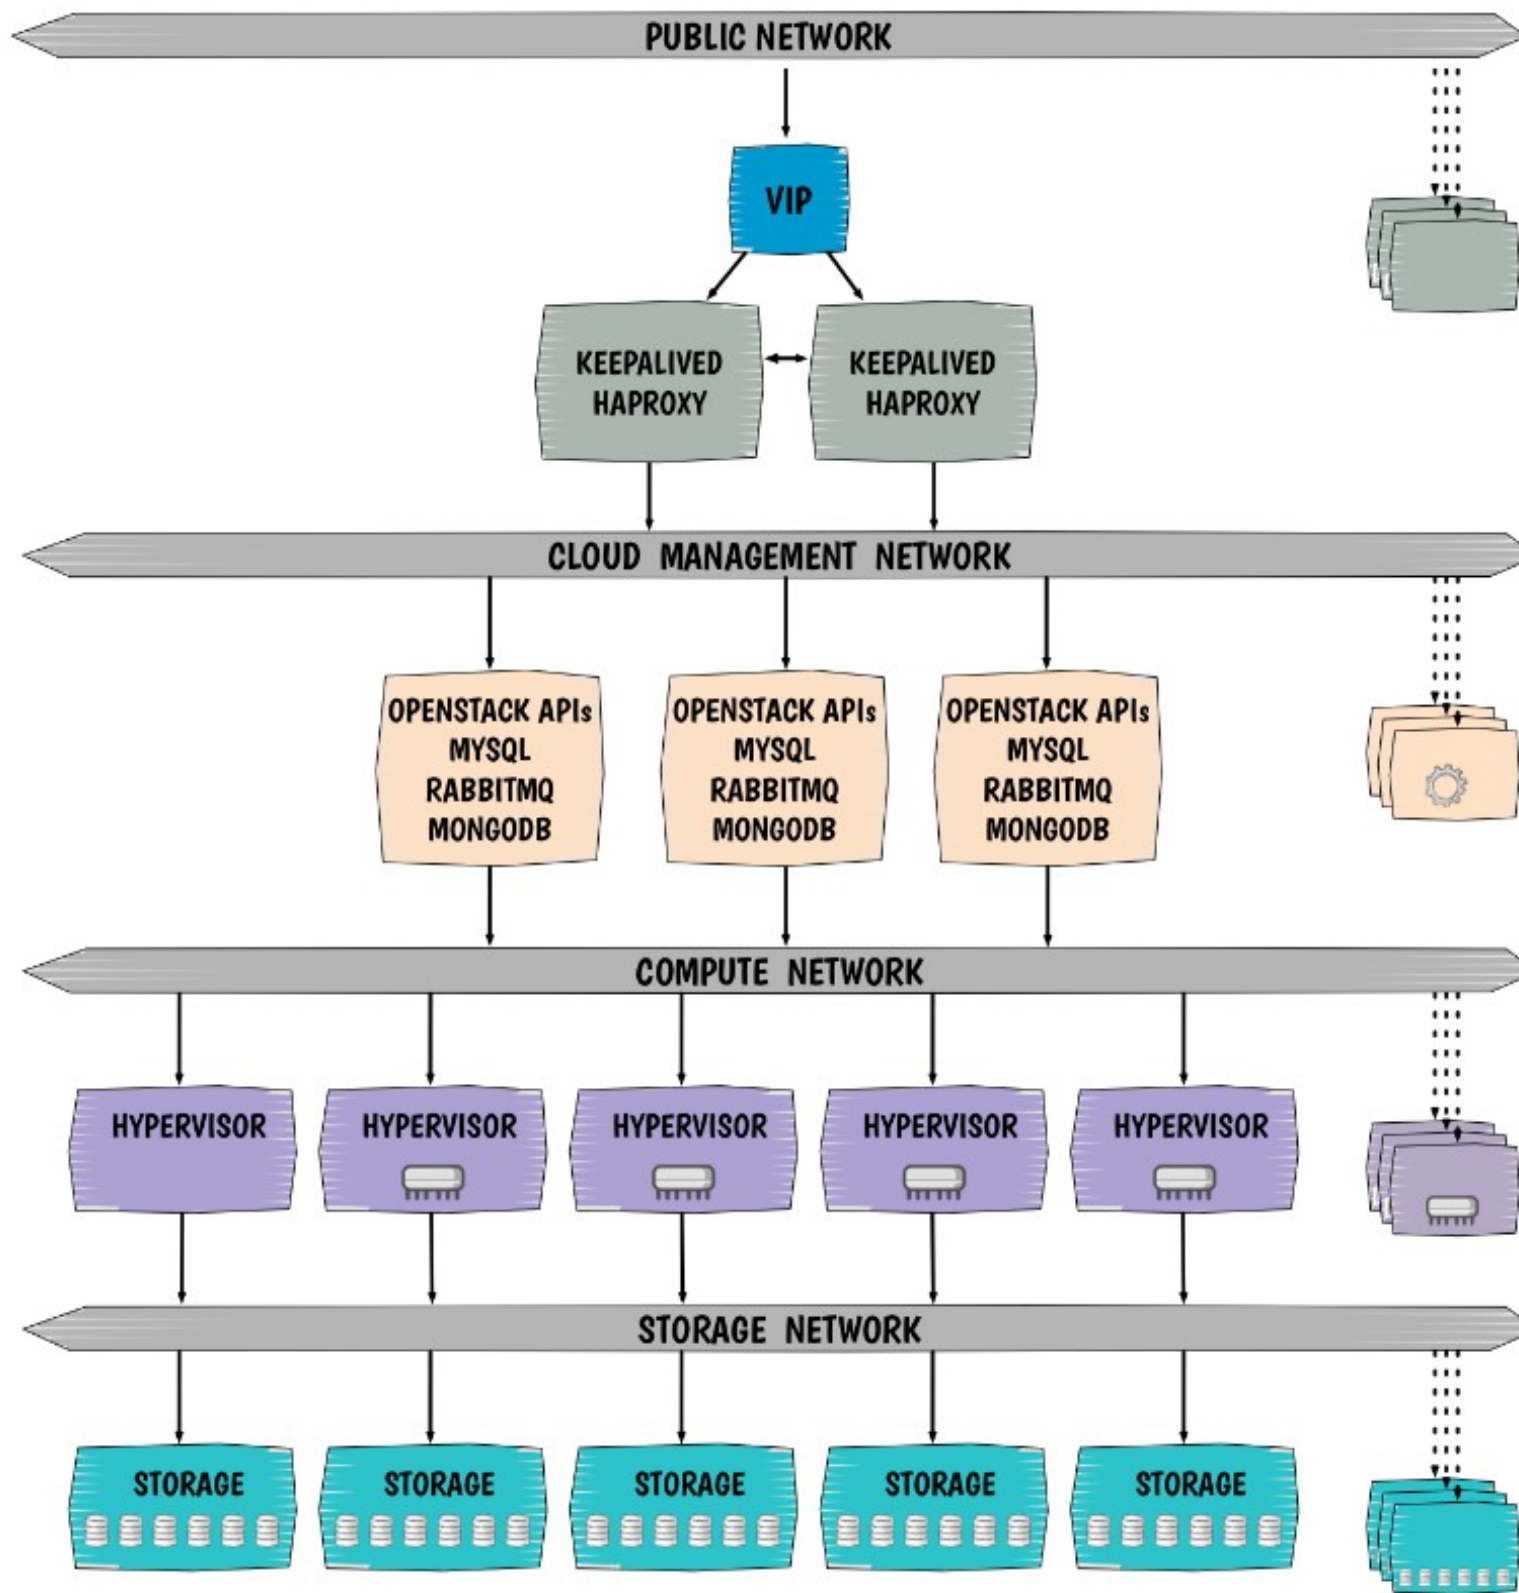 PUBLIC NETWORK
VIP
KEEPALIVED
HAPROXY
KEEPALIVED
HAPROXY
CLOUD MANAGEMENT NETWORK
OPENSTACK APIs
MYSQL
RABBITMQ
MONGODB
OPENSTACK APIs
MYSQL
RABBITMQ
MONGODB
OPENSTACK APIs
MYSQL
RABBITMQ
MONGODB
COMPUTE NETWORK
HYPERVISOR
HYPERVISOR
HYPERVISOR
HYPERVISOR
HYPERVISOR
STORAGE NETWORK
STORAGE
STORAGE
STORAGE
STORAGE
STORAGE